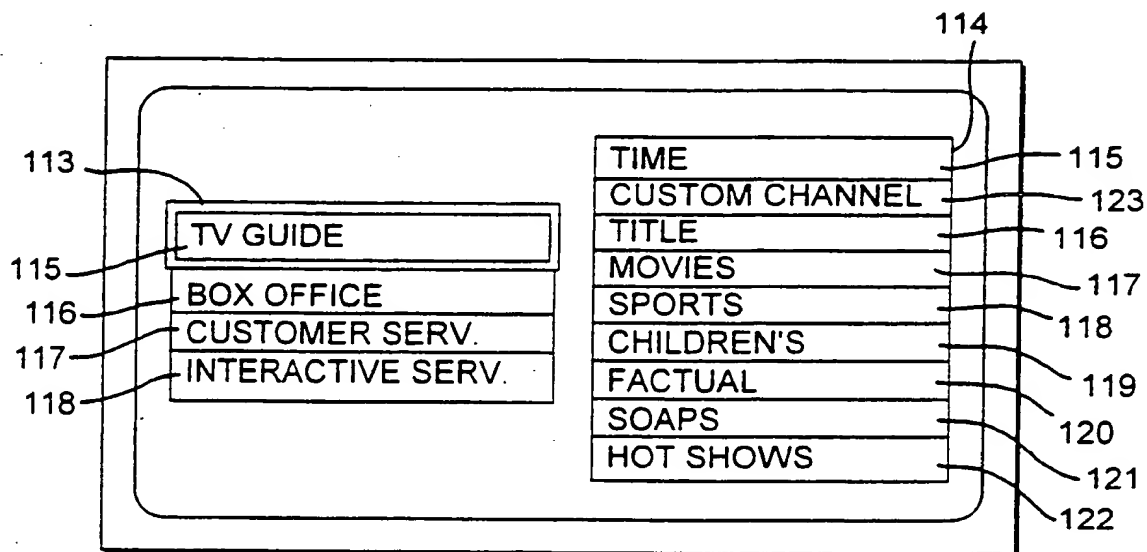 114
113
TV GUIDE
115
BOX OFFICE
116
CUSTOMER SERV.
117
INTERACTIVE SERV.
118
TIME
115
CUSTOM CHANNEL
123
TITLE
116
MOVIES
117
SPORTS
118
CHILDREN'S
119
FACTUAL
120
SOAPS
121
HOT SHOWS
122